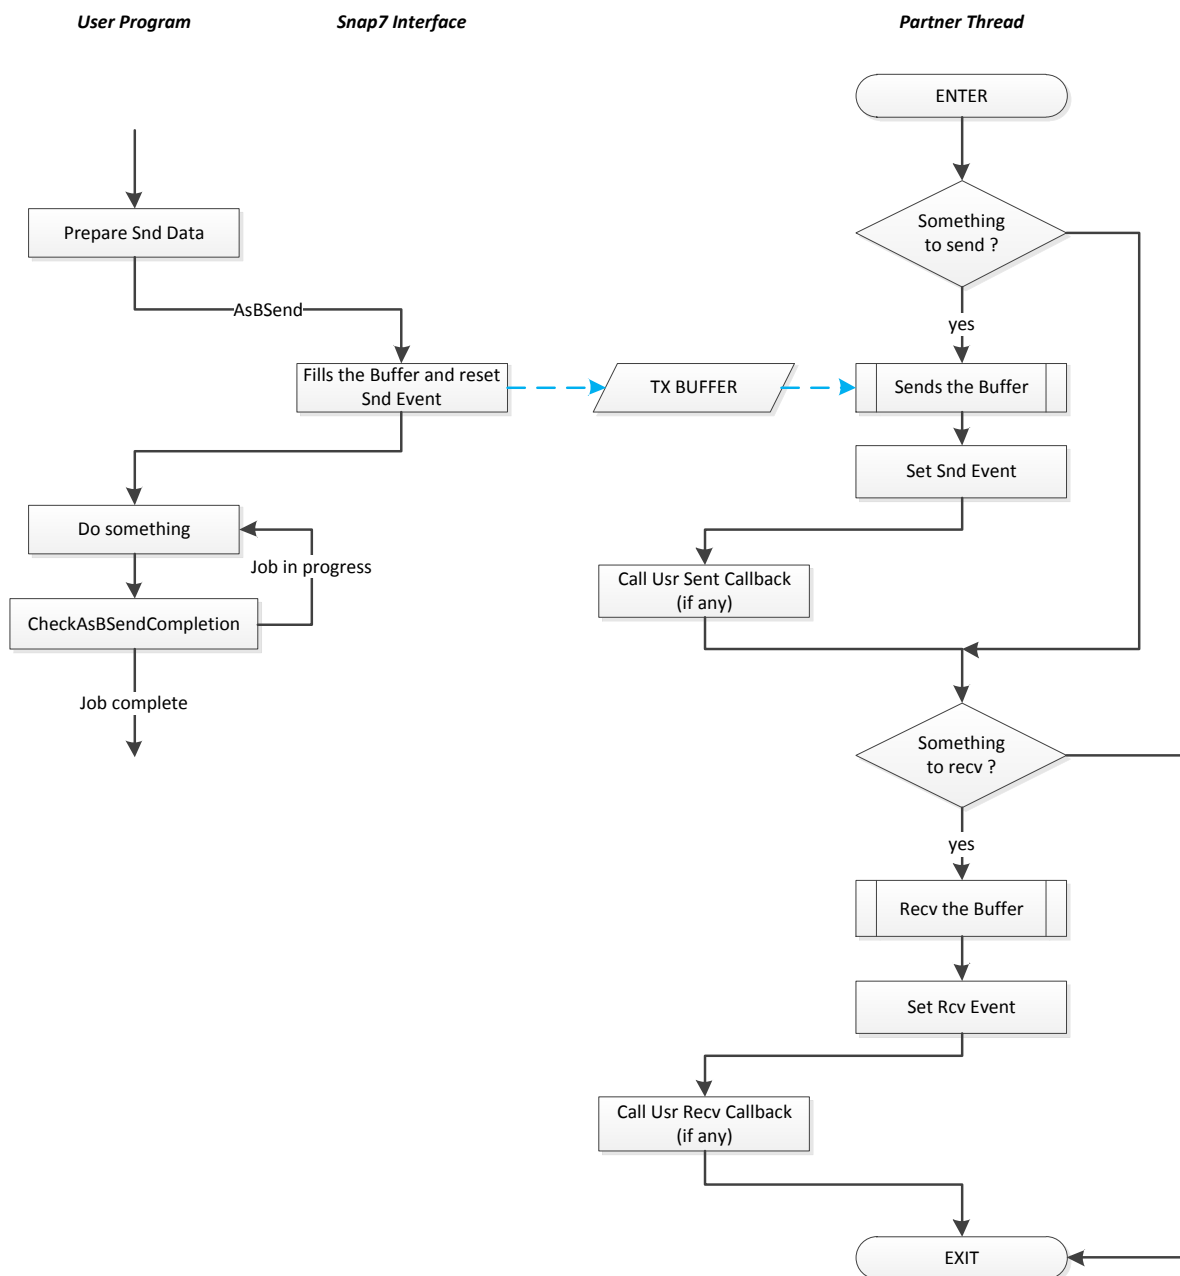 User Program
Snap7 Interface
Partner Thread
ENTER
Something
to send ?
Prepare Snd Data
AsBSend
yes
Fills the Buffer and reset
Snd Event
TX BUFFER
Sends the Buffer
Set Snd Event
Do something
Job in progress
Call Usr Sent Callback
(if any)
CheckAsBSendCompletion
Job complete
Something
to recv ?
yes
Recv the Buffer
Set Rcv Event
Call Usr Recv Callback
(if any)
EXIT